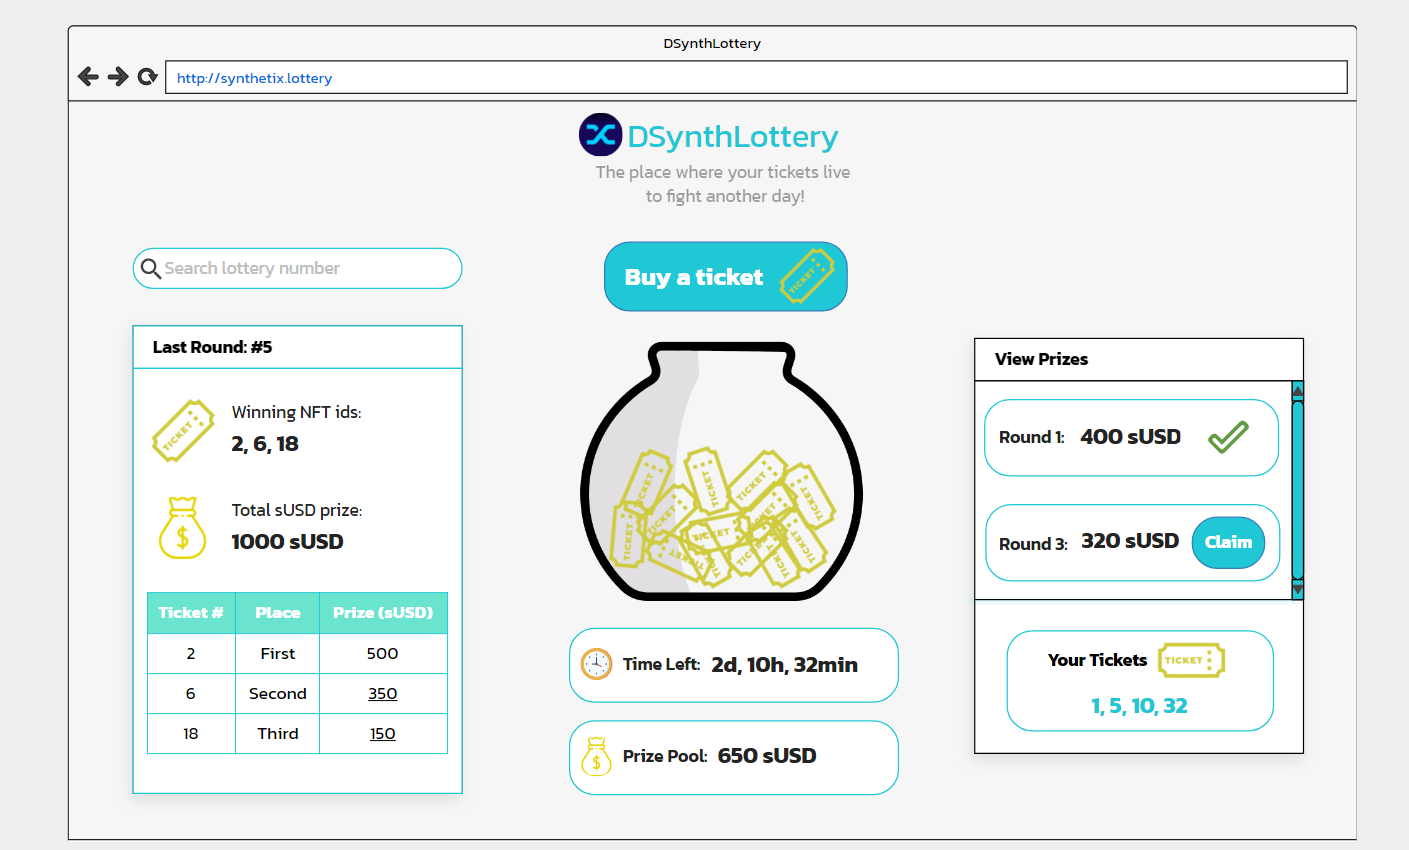 DSynthLottery
http://synthetix.lottery
DSynthLottery
The place where your tickets live
to fight another day!
Search lottery number
Buy a ticket
TICKET
Last Round: #5
TICKET
Winning NFT ids:
2, 6, 18
$
Total sUSD prize:
1000 sUSD
Ticket # Place Prize (sUSD)
2 First 500
6 Second 350
18 Third 150
TICKET
TICKET
TICKET
TICKET
TICKET
TICKET
TICKET
Time Left: 2d, 10h, 32min
$
Prize Pool: 650 sUSD
View Prizes
Round 1: 400 sUSD
Round 3: 320 sUSD Claim
Your Tickets TICKET
1, 5, 10, 32